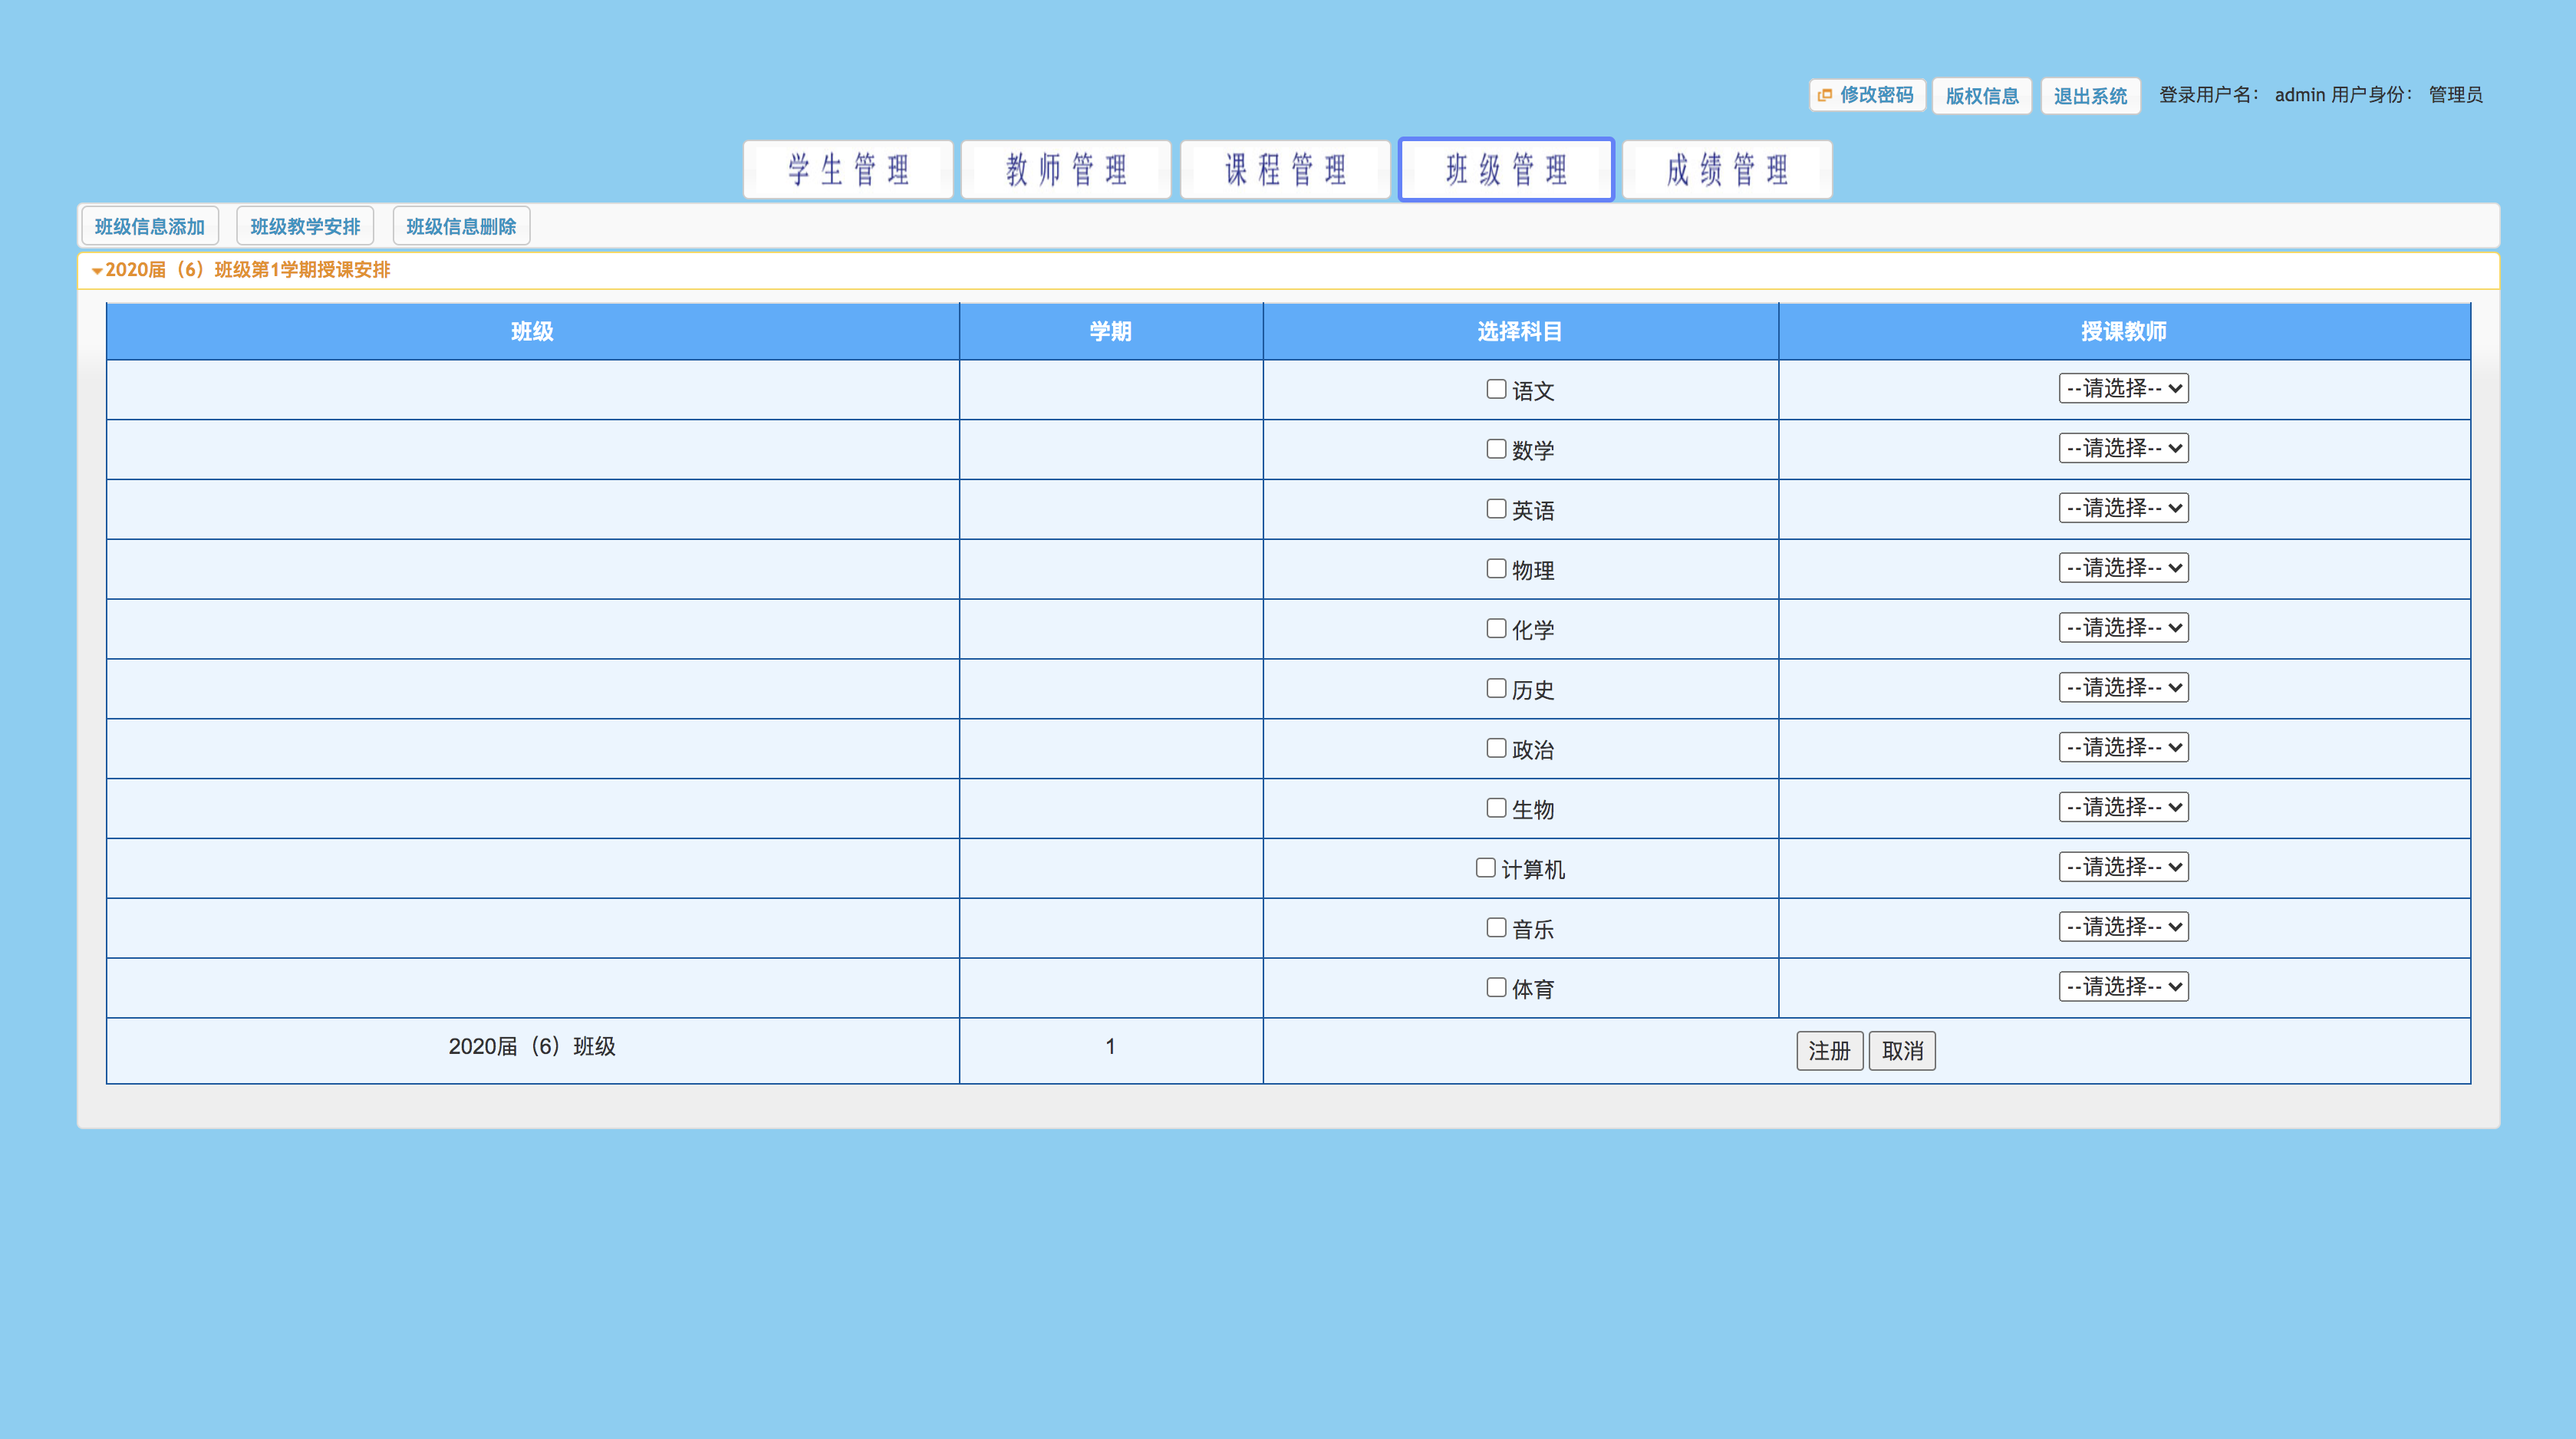 修改密码 版权信息 退出系统 登录用户名： admin 用户身份： 管理员
学生管理 教师管理 课程管理 班级管理 成绩管理
班级信息添加 班级教学安排 班级信息删除
2020届（6）班级第1学期授课安排
班级 学期 选择科目 授课教师
语文 --请选择--
数学 --请选择--
英语 --请选择--
物理 --请选择--
化学 --请选择--
历史 --请选择--
政治 --请选择--
生物 --请选择--
计算机 --请选择--
音乐 --请选择--
体育 --请选择--
2020届（6）班级 1 注册 取消